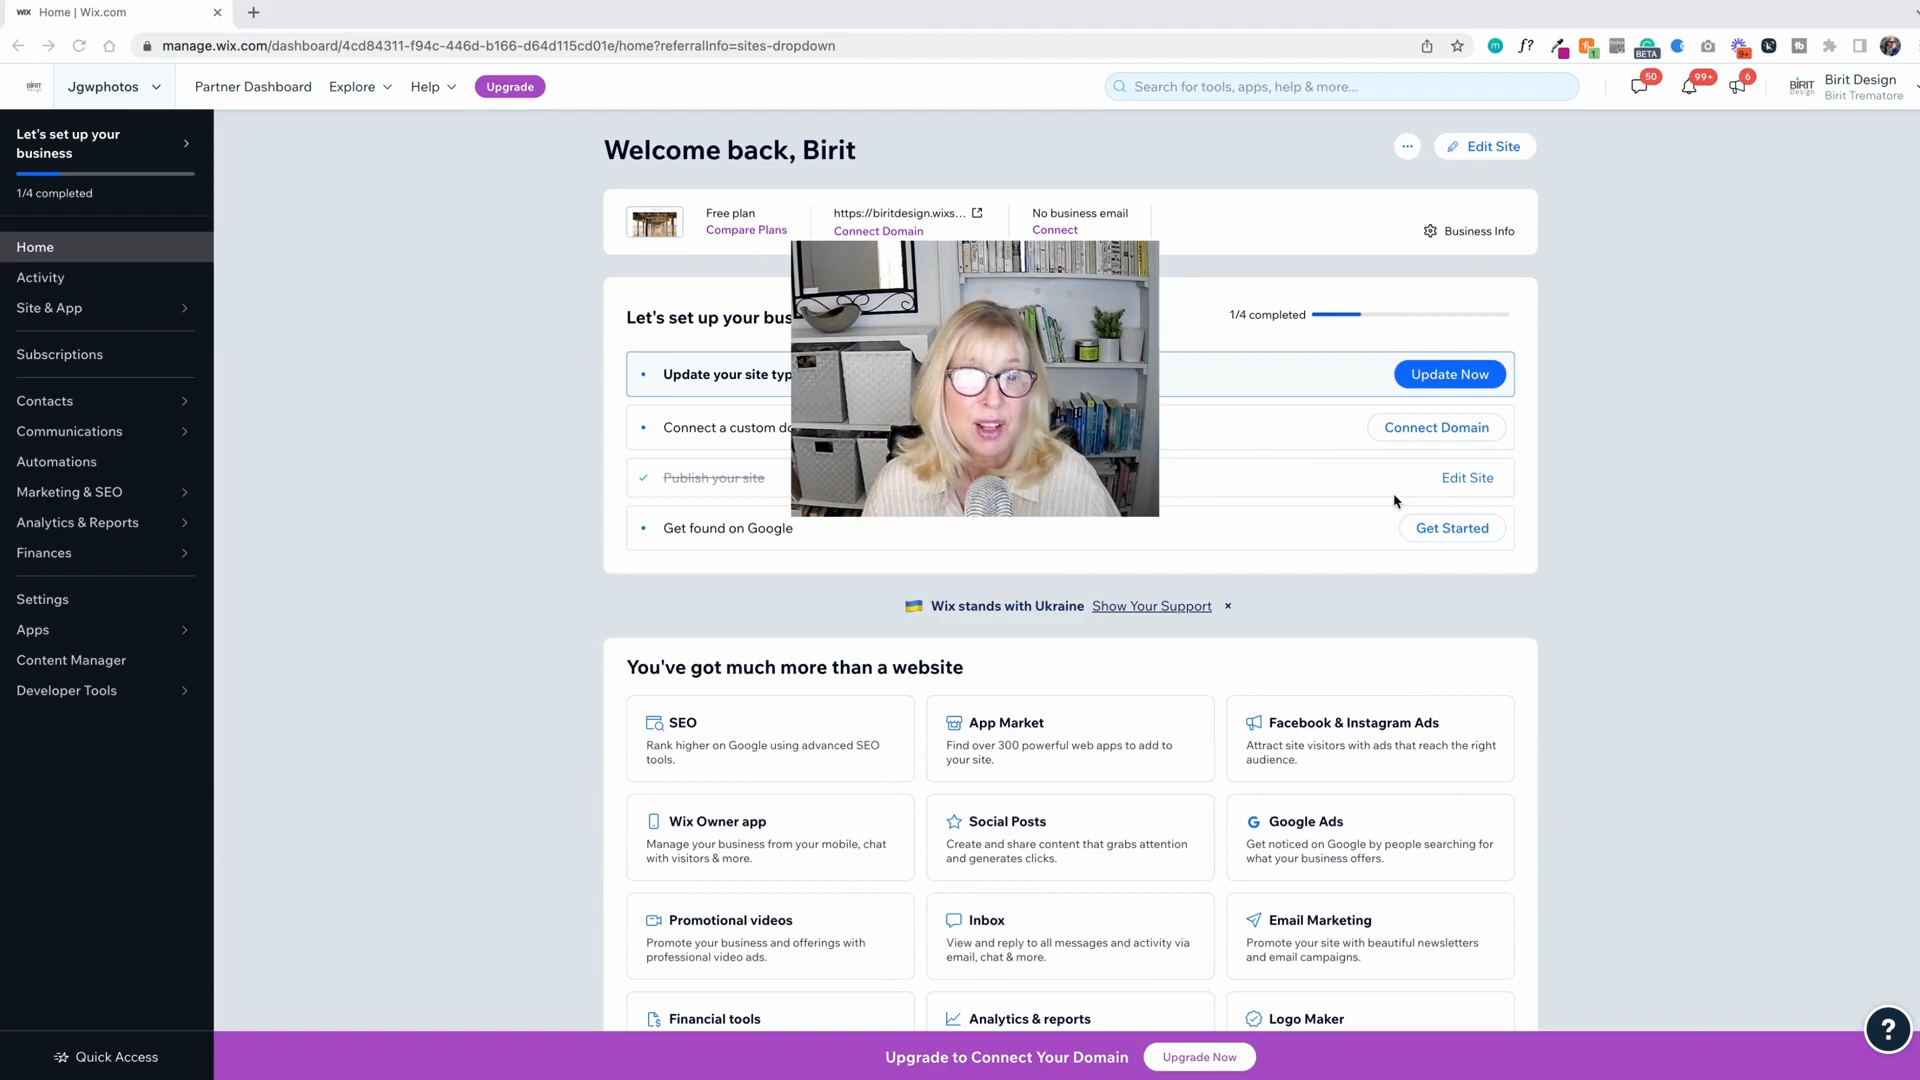 WIX Home | Wix.com
manage.wix.com/dashboard/4cd84311-f94c-446d-b166-d64d115cd01e/home?referralInfo=sites-dropdown
f?
1
BETA
9+
BIRIT
Jgwphotos
Partner Dashboard
Explore
Help
Upgrade
Search for tools, apps, help & more...
50
99+
6
BIRIT
Design
Birit Design
Birit Trematore
Let's set up your
business
1/4 completed
Home
Activity
Site & App
Subscriptions
Contacts
Communications
Automations
Marketing & SEO
Analytics & Reports
Finances
Settings
Apps
Content Manager
Developer Tools
Quick Access
Welcome back, Birit
Edit Site
Free plan
Compare Plans
https://biritdesign.wixs...
Connect Domain
No business email
Connect
Business Info
Let's set up your bus
1/4 completed
Update your site typ
Update Now
Connect a custom do
Connect Domain
Publish your site
Edit Site
Get found on Google
Get Started
Wix stands with Ukraine Show Your Support
You've got much more than a website
SEO
Rank higher on Google using advanced SEO
tools.
App Market
Find over 300 powerful web apps to add to
your site.
Facebook & Instagram Ads
Attract site visitors with ads that reach the right
audience.
Wix Owner app
Manage your business from your mobile, chat
with visitors & more.
Social Posts
Create and share content that grabs attention
and generates clicks.
Google Ads
Get noticed on Google by people searching for
what your business offers.
Promotional videos
Promote your business and offerings with
professional video ads.
Inbox
View and reply to all messages and activity via
email, chat & more.
Email Marketing
Promote your site with beautiful newsletters
and email campaigns.
Financial tools
Analytics & reports
Logo Maker
Upgrade to Connect Your Domain
Upgrade Now
?